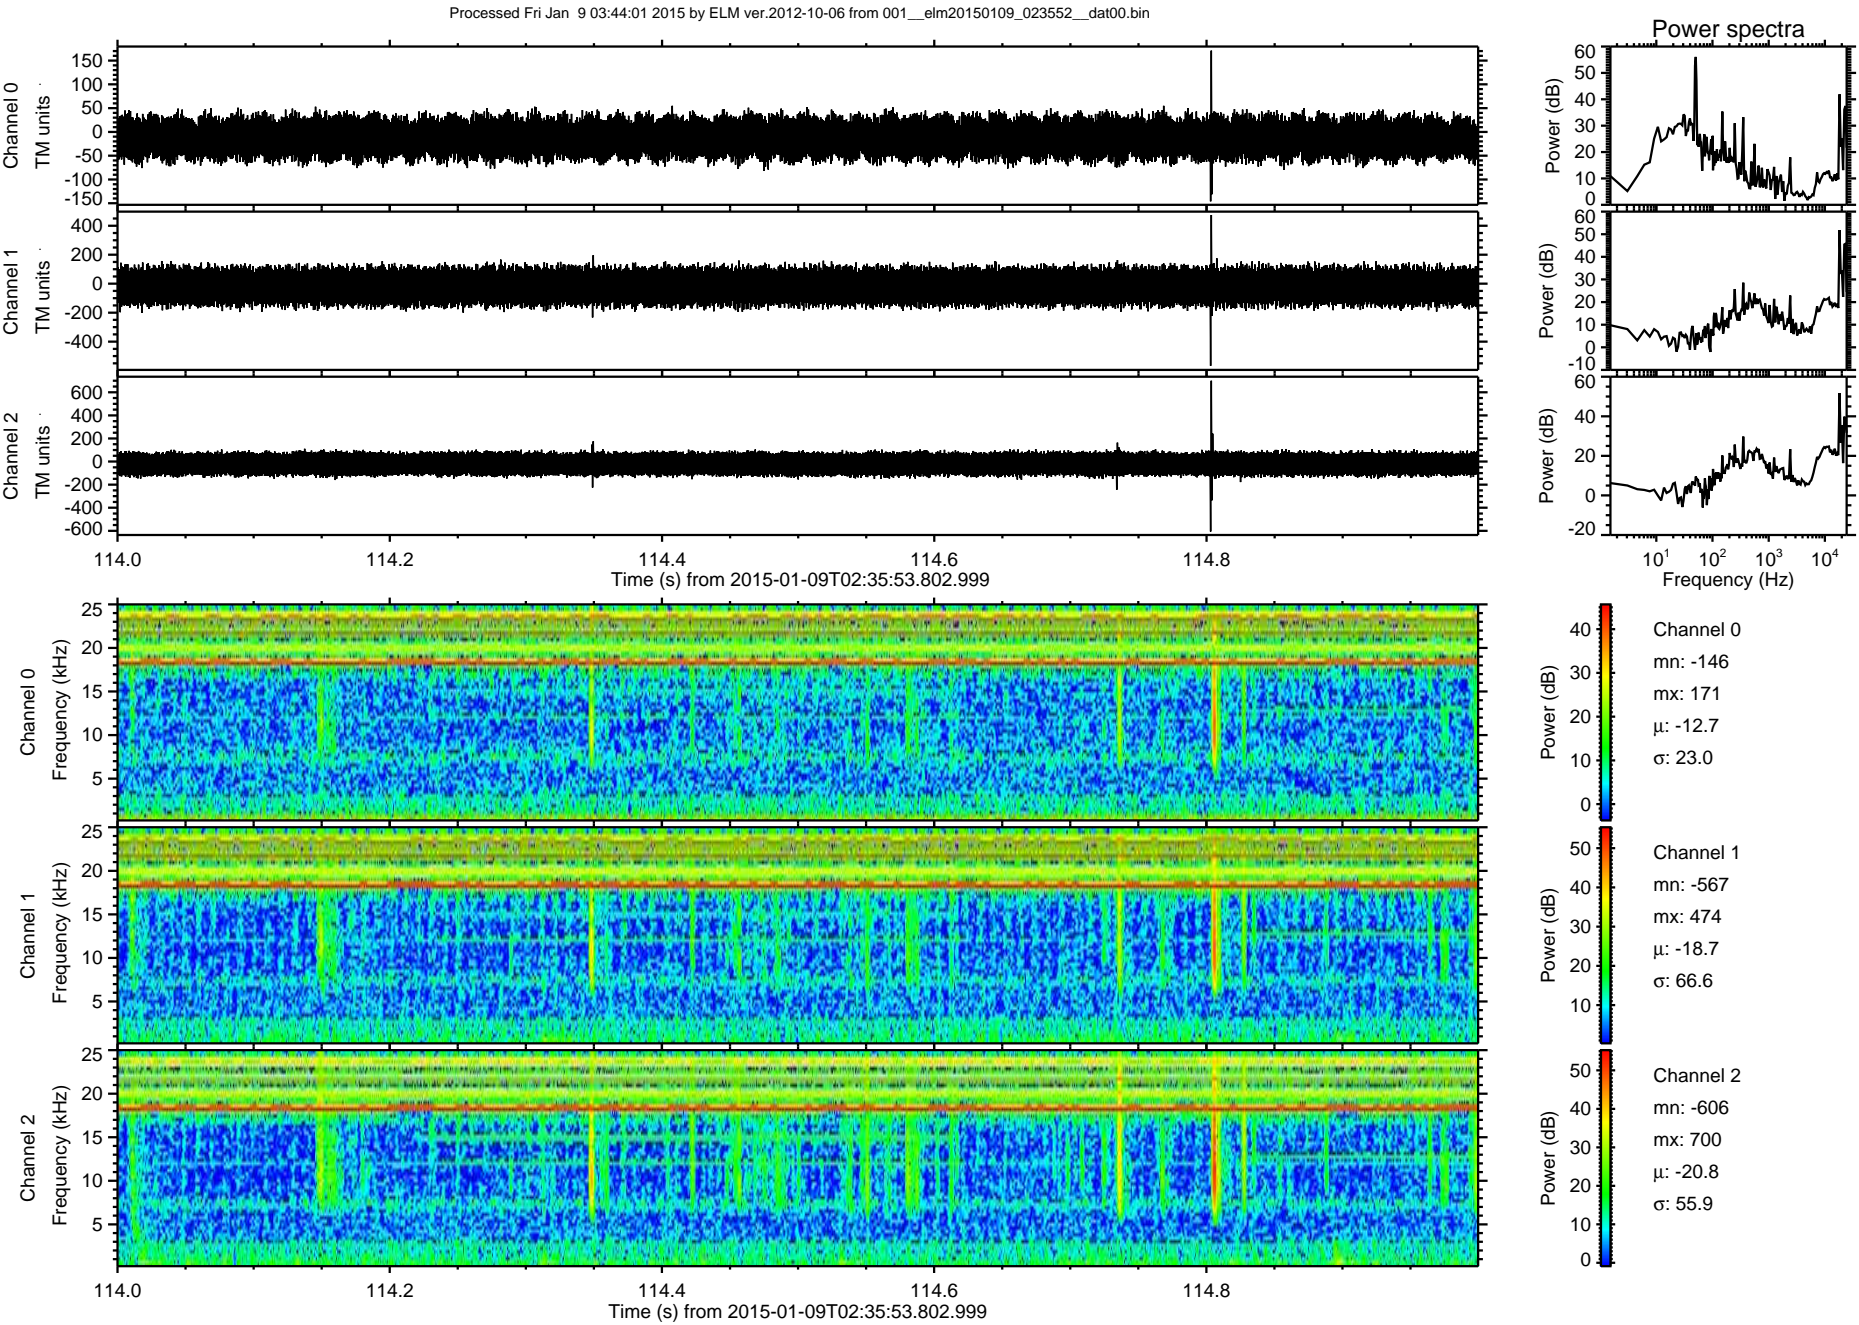 Processed Fri Jan  9 03:44:01 2015 by ELM ver.2012-10-06 from 001__elm20150109_023552__dat00.bin
Power spectra
Channel 0
TM units
150
100
50
0
-50
-100
-150
Power (dB)
60
50
40
30
20
10
0
Channel 1
TM units
400
200
0
-200
-400
Power (dB)
60
50
40
30
20
10
0
-10
Channel 2
TM units
600
400
200
0
-200
-400
-600
Power (dB)
60
40
20
0
-20
114.0 114.2 114.4 114.6 114.8
Time (s) from 2015-01-09T02:35:53.802.999
10¹ 10² 10³ 10⁴
Frequency (Hz)
Channel 0
Frequency (kHz)
25
20
15
10
5
Power (dB)
40
30
20
10
0
Channel 0
mn: -146
mx: 171
μ: -12.7
σ: 23.0
Channel 1
Frequency (kHz)
25
20
15
10
5
Power (dB)
50
40
30
20
10
Channel 1
mn: -567
mx: 474
μ: -18.7
σ: 66.6
Channel 2
Frequency (kHz)
25
20
15
10
5
Power (dB)
50
40
30
20
10
0
Channel 2
mn: -606
mx: 700
μ: -20.8
σ: 55.9
114.0 114.2 114.4 114.6 114.8
Time (s) from 2015-01-09T02:35:53.802.999